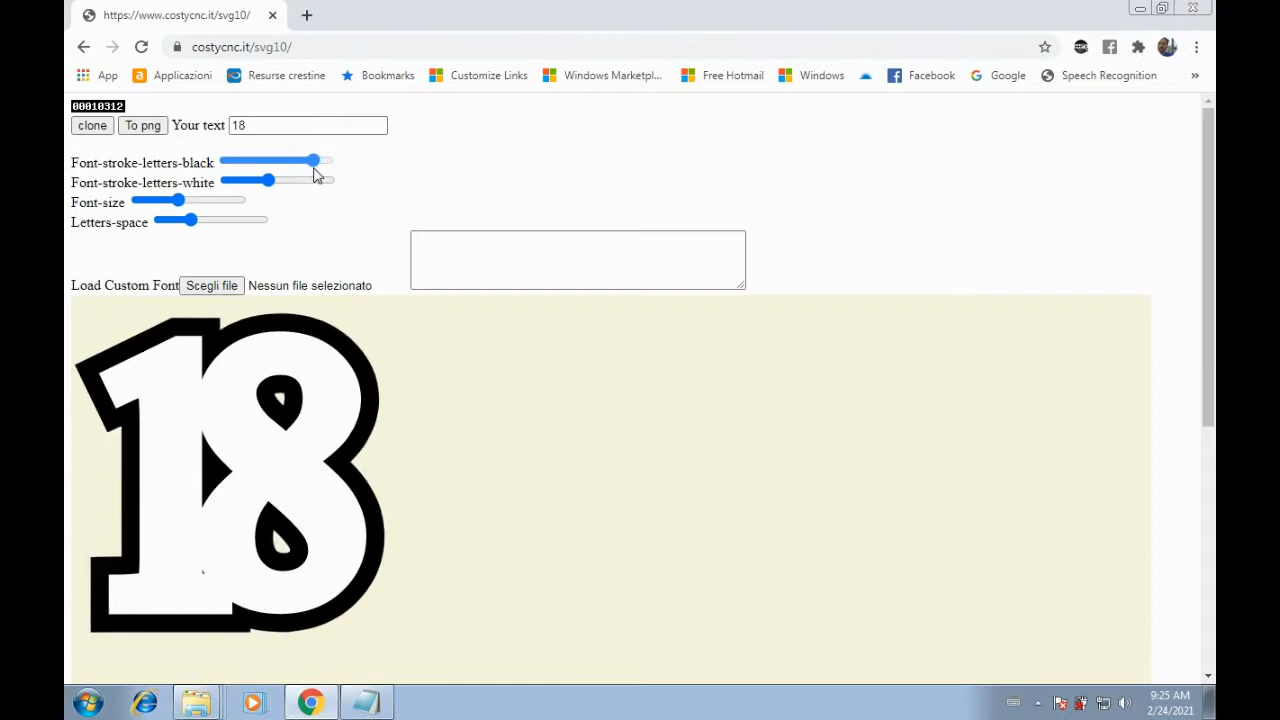 https://www.costycnc.it/svg10/
costycnc.it/svg10/
App Applicazioni Resurse crestine Bookmarks Customize Links Windows Marketpl... Free Hotmail Windows Facebook Google Speech Recognition »
00010312
clone To png Your text 18
Font-stroke-letters-black
Font-stroke-letters-white
Font-size
Letters-space
Load Custom Font Scegli file Nessun file selezionato
18
9:25 AM
2/24/2021